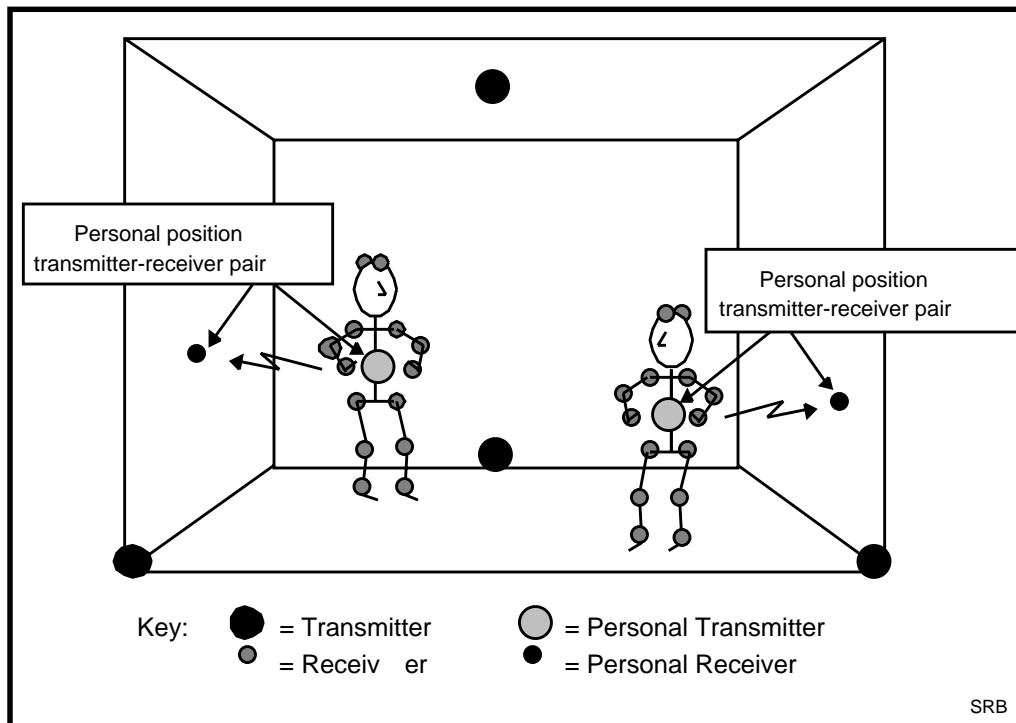 Personal position
transmitter-receiver pair
Personal position
transmitter-receiver pair
Key:
= Transmitter
= Personal Transmitter
= Receiv er
= Personal Receiver
SRB